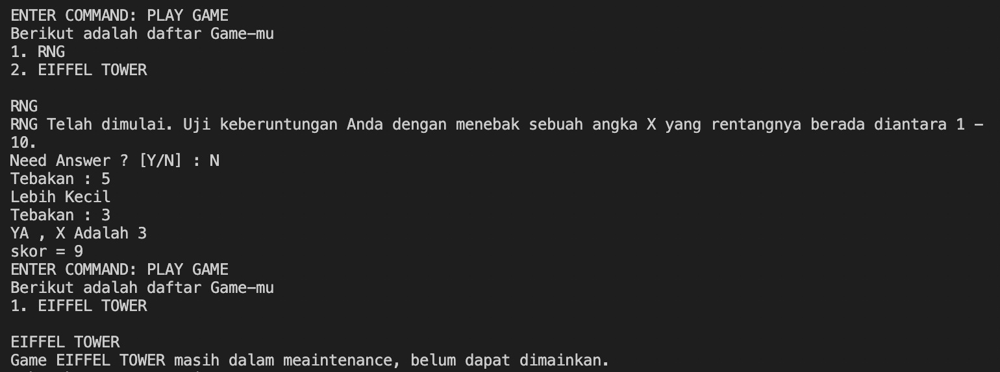 ENTER COMMAND: PLAY GAME
Berikut adalah daftar Game-mu
1. RNG
2. EIFFEL TOWER
RNG
RNG Telah dimulai. Uji keberuntungan Anda dengan menebak sebuah angka X yang rentangnya berada diantara 1 -
10.
Need Answer ? [Y/N] : N
Tebakan : 5
Lebih Kecil
Tebakan : 3
YA , X Adalah 3
skor = 9
ENTER COMMAND: PLAY GAME
Berikut adalah daftar Game-mu
1. EIFFEL TOWER
EIFFEL TOWER
Game EIFFEL TOWER masih dalam meaintenance, belum dapat dimainkan.